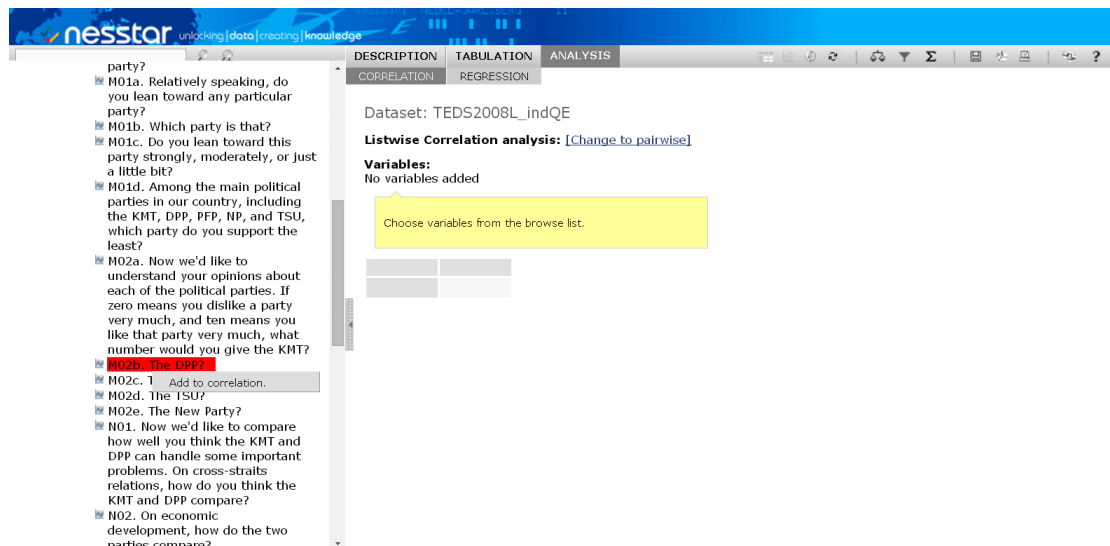 nesstar unlocking|data|creating|knowledge
DESCRIPTION TABULATION ANALYSIS
CORRELATION REGRESSION
party?
M01a. Relatively speaking, do
you lean toward any particular
party?
M01b. Which party is that?
M01c. Do you lean toward this
party strongly, moderately, or just
a little bit?
M01d. Among the main political
parties in our country, including
the KMT, DPP, PFP, NP, and TSU,
which party do you support the
least?
M02a. Now we'd like to
understand your opinions about
each of the political parties. If
zero means you dislike a party
very much, and ten means you
like that party very much, what
number would you give the KMT?
M02b. The DPP?
M02c.
Add to correlation.
M02d. The TSU?
M02e. The New Party?
N01. Now we'd like to compare
how well you think the KMT and
DPP can handle some important
problems. On cross-straits
relations, how do you think the
KMT and DPP compare?
N02. On economic
development, how do the two
parties compare?
Dataset: TEDS2008L_indQE
Listwise Correlation analysis: [Change to pairwise]
Variables:
No variables added
Choose variables from the browse list.